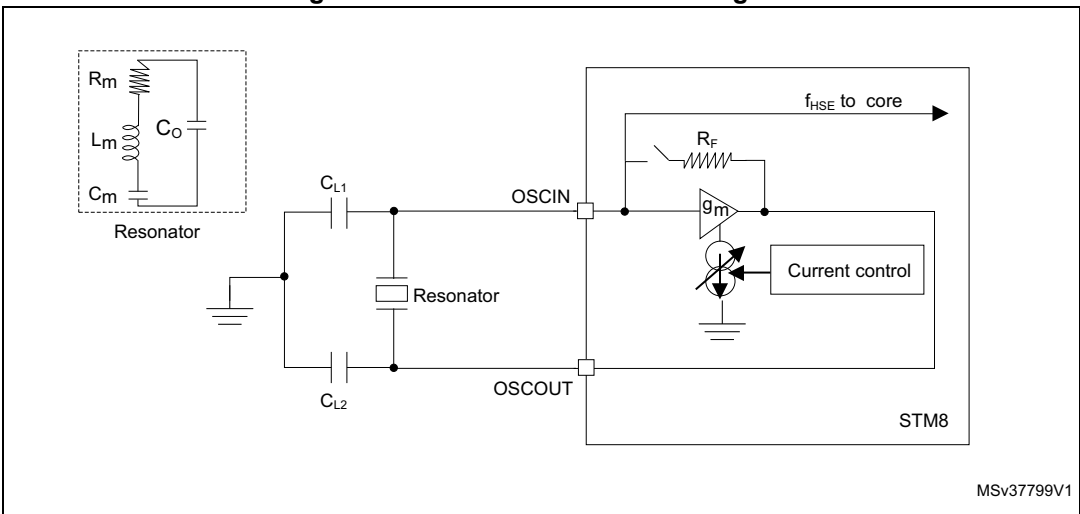 Rm
Lm
CO
Cm
Resonator
CL1
CL2
Resonator
OSCIN
OSCOUT
fHSE to core
RF
gm
Current control
STM8
MSv37799V1